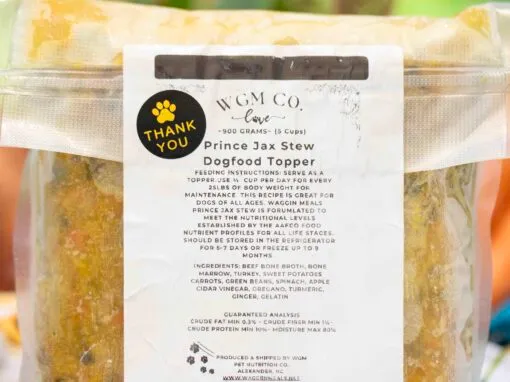 THANK
YOU
WGM CO.
love
~900 GRAMS~ (5 Cups)
Prince Jax Stew
Dogfood Topper
FEEDING INSTRUCTIONS: SERVE AS A
TOPPER.USE ¼ CUP PER DAY FOR EVERY
25LBS OF BODY WEIGHT FOR
MAINTENANCE. THIS RECIPE IS GREAT FOR
DOGS OF ALL AGES. WAGGIN MEALS
PRINCE JAX STEW IS FORUMLATED TO
MEET THE NUTRITIONAL LEVELS
ESTABLISHED BY THE AAFCO FOOD
NUTRIENT PROFILES FOR ALL LIFE STAGES.
SHOULD BE STORED IN THE REFRIGERATOR
FOR 6-7 DAYS OR FREEZE UP TO 9
MONTHS
INGREDIENTS: BEEF BONE BROTH, BONE
MARROW, TURKEY, SWEET POTATOES
CARROTS, GREEN BEANS, SPINACH, APPLE
CIDAR VINEGAR, OREGANO, TURMERIC,
GINGER, GELATIN
GUARANTEED ANALYSIS
CRUDE FAT MIN 0.3% - CRUDE FIBER MIN 1%-
CRUDE PROTEIN MIN 10%- MOISTURE MAX 80%
PRODUCED & SHIPPED BY WGM
PET NUTRITION CO.
ALEXANDER, NC